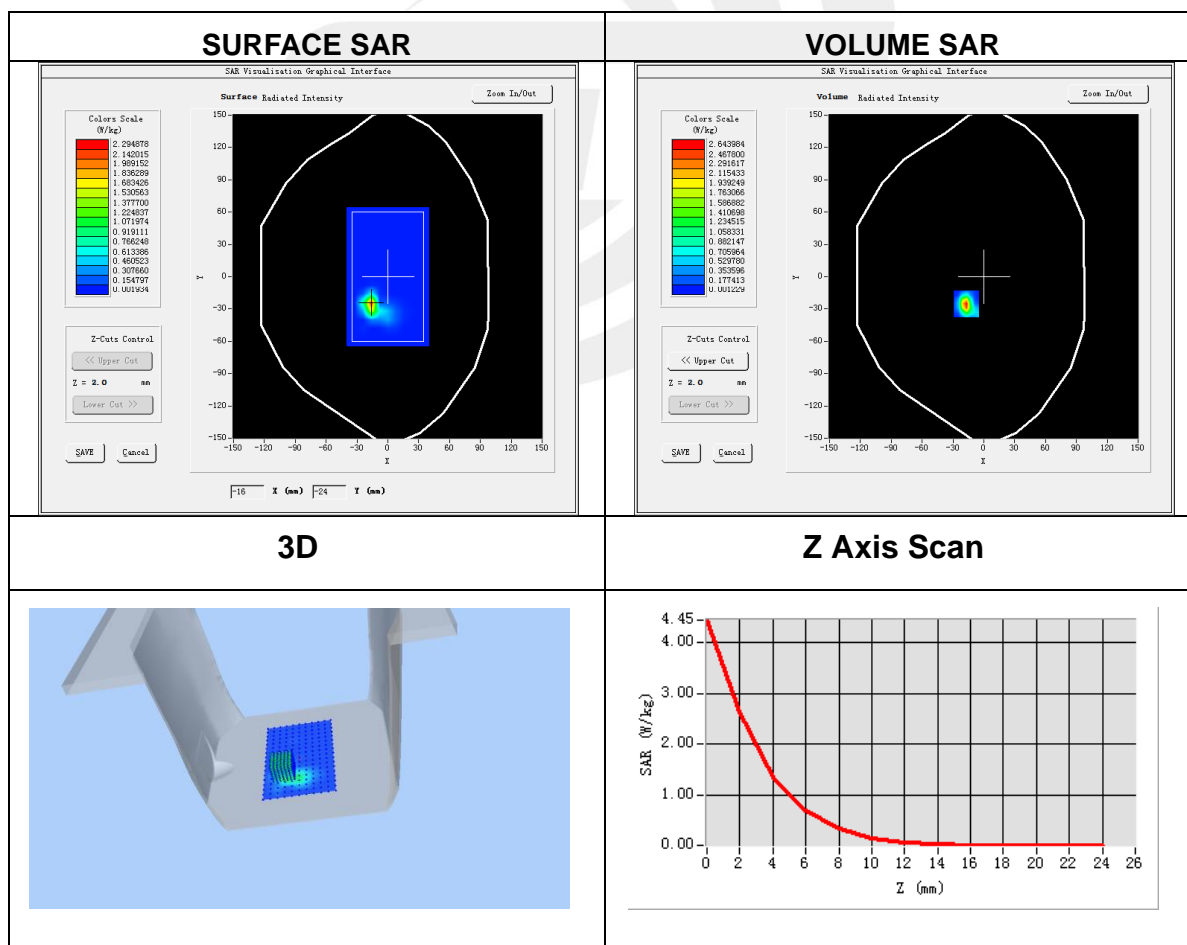 SURFACE SAR
SAR Visualisation Graphical Interface
Surface Radiated Intensity
Zoom In/Out
Colors Scale
(W/kg)
2.294878
2.142015
1.989152
1.836289
1.683426
1.530563
1.377700
1.224837
1.071974
0.919111
0.766248
0.613386
0.460523
0.307660
0.154797
0.001934
Z-Cuts Control
<< Upper Cut
Z = 2.0 mm
Lower Cut >>
SAVE Cancel
150
90
60
30
0
-30
-60
-90
-120
-150
Y
-150 -120 -90 -60 -30 0 30 60 90 120 150
X
-16 X (mm) -24 Y (mm)
VOLUME SAR
SAR Visualisation Graphical Interface
Volume Radiated Intensity
Zoom In/Out
Colors Scale
(W/kg)
2.643984
2.467800
2.291617
2.115433
1.939249
1.763066
1.586882
1.410698
1.234515
1.058331
0.882147
0.705964
0.529780
0.353596
0.177413
0.001229
Z-Cuts Control
<< Upper Cut
Z = 2.0 mm
Lower Cut >>
SAVE Cancel
150
90
60
30
0
-30
-60
-90
-120
-150
Y
-150 -120 -90 -60 -30 0 30 60 90 120 150
X
3D
Z Axis Scan
4.45
4.00
3.00
2.00
1.00
0.00
SAR (W/kg)
0 2 4 6 8 10 12 14 16 18 20 22 24 26
Z (mm)